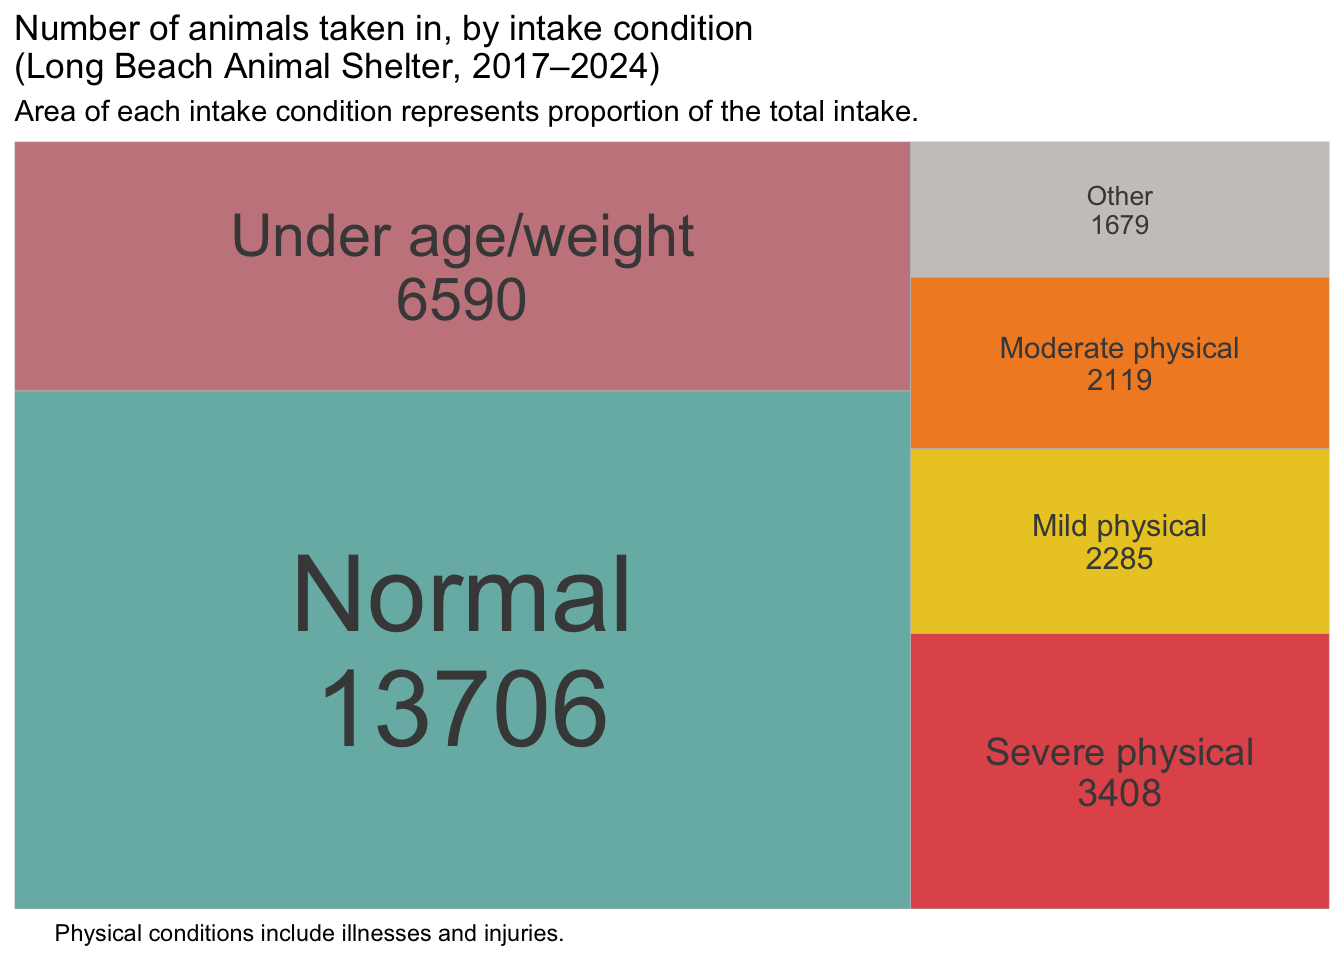 Number of animals taken in, by intake condition
(Long Beach Animal Shelter, 2017–2024)
Area of each intake condition represents proportion of the total intake.
Under age/weight
6590
Normal
13706
Other
1679
Moderate physical
2119
Mild physical
2285
Severe physical
3408
Physical conditions include illnesses and injuries.